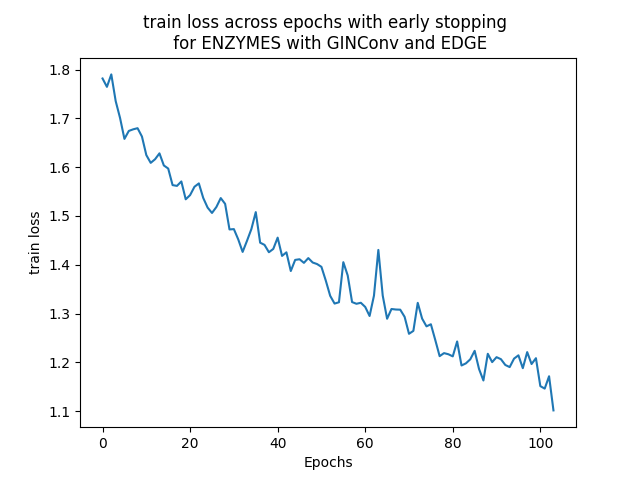 train loss across epochs with early stopping
for ENZYMES with GINConv and EDGE
1.8
1.7
1.6
1.5
1.4
1.3
1.2
1.1
train loss
0 20 40 60 80 100
Epochs